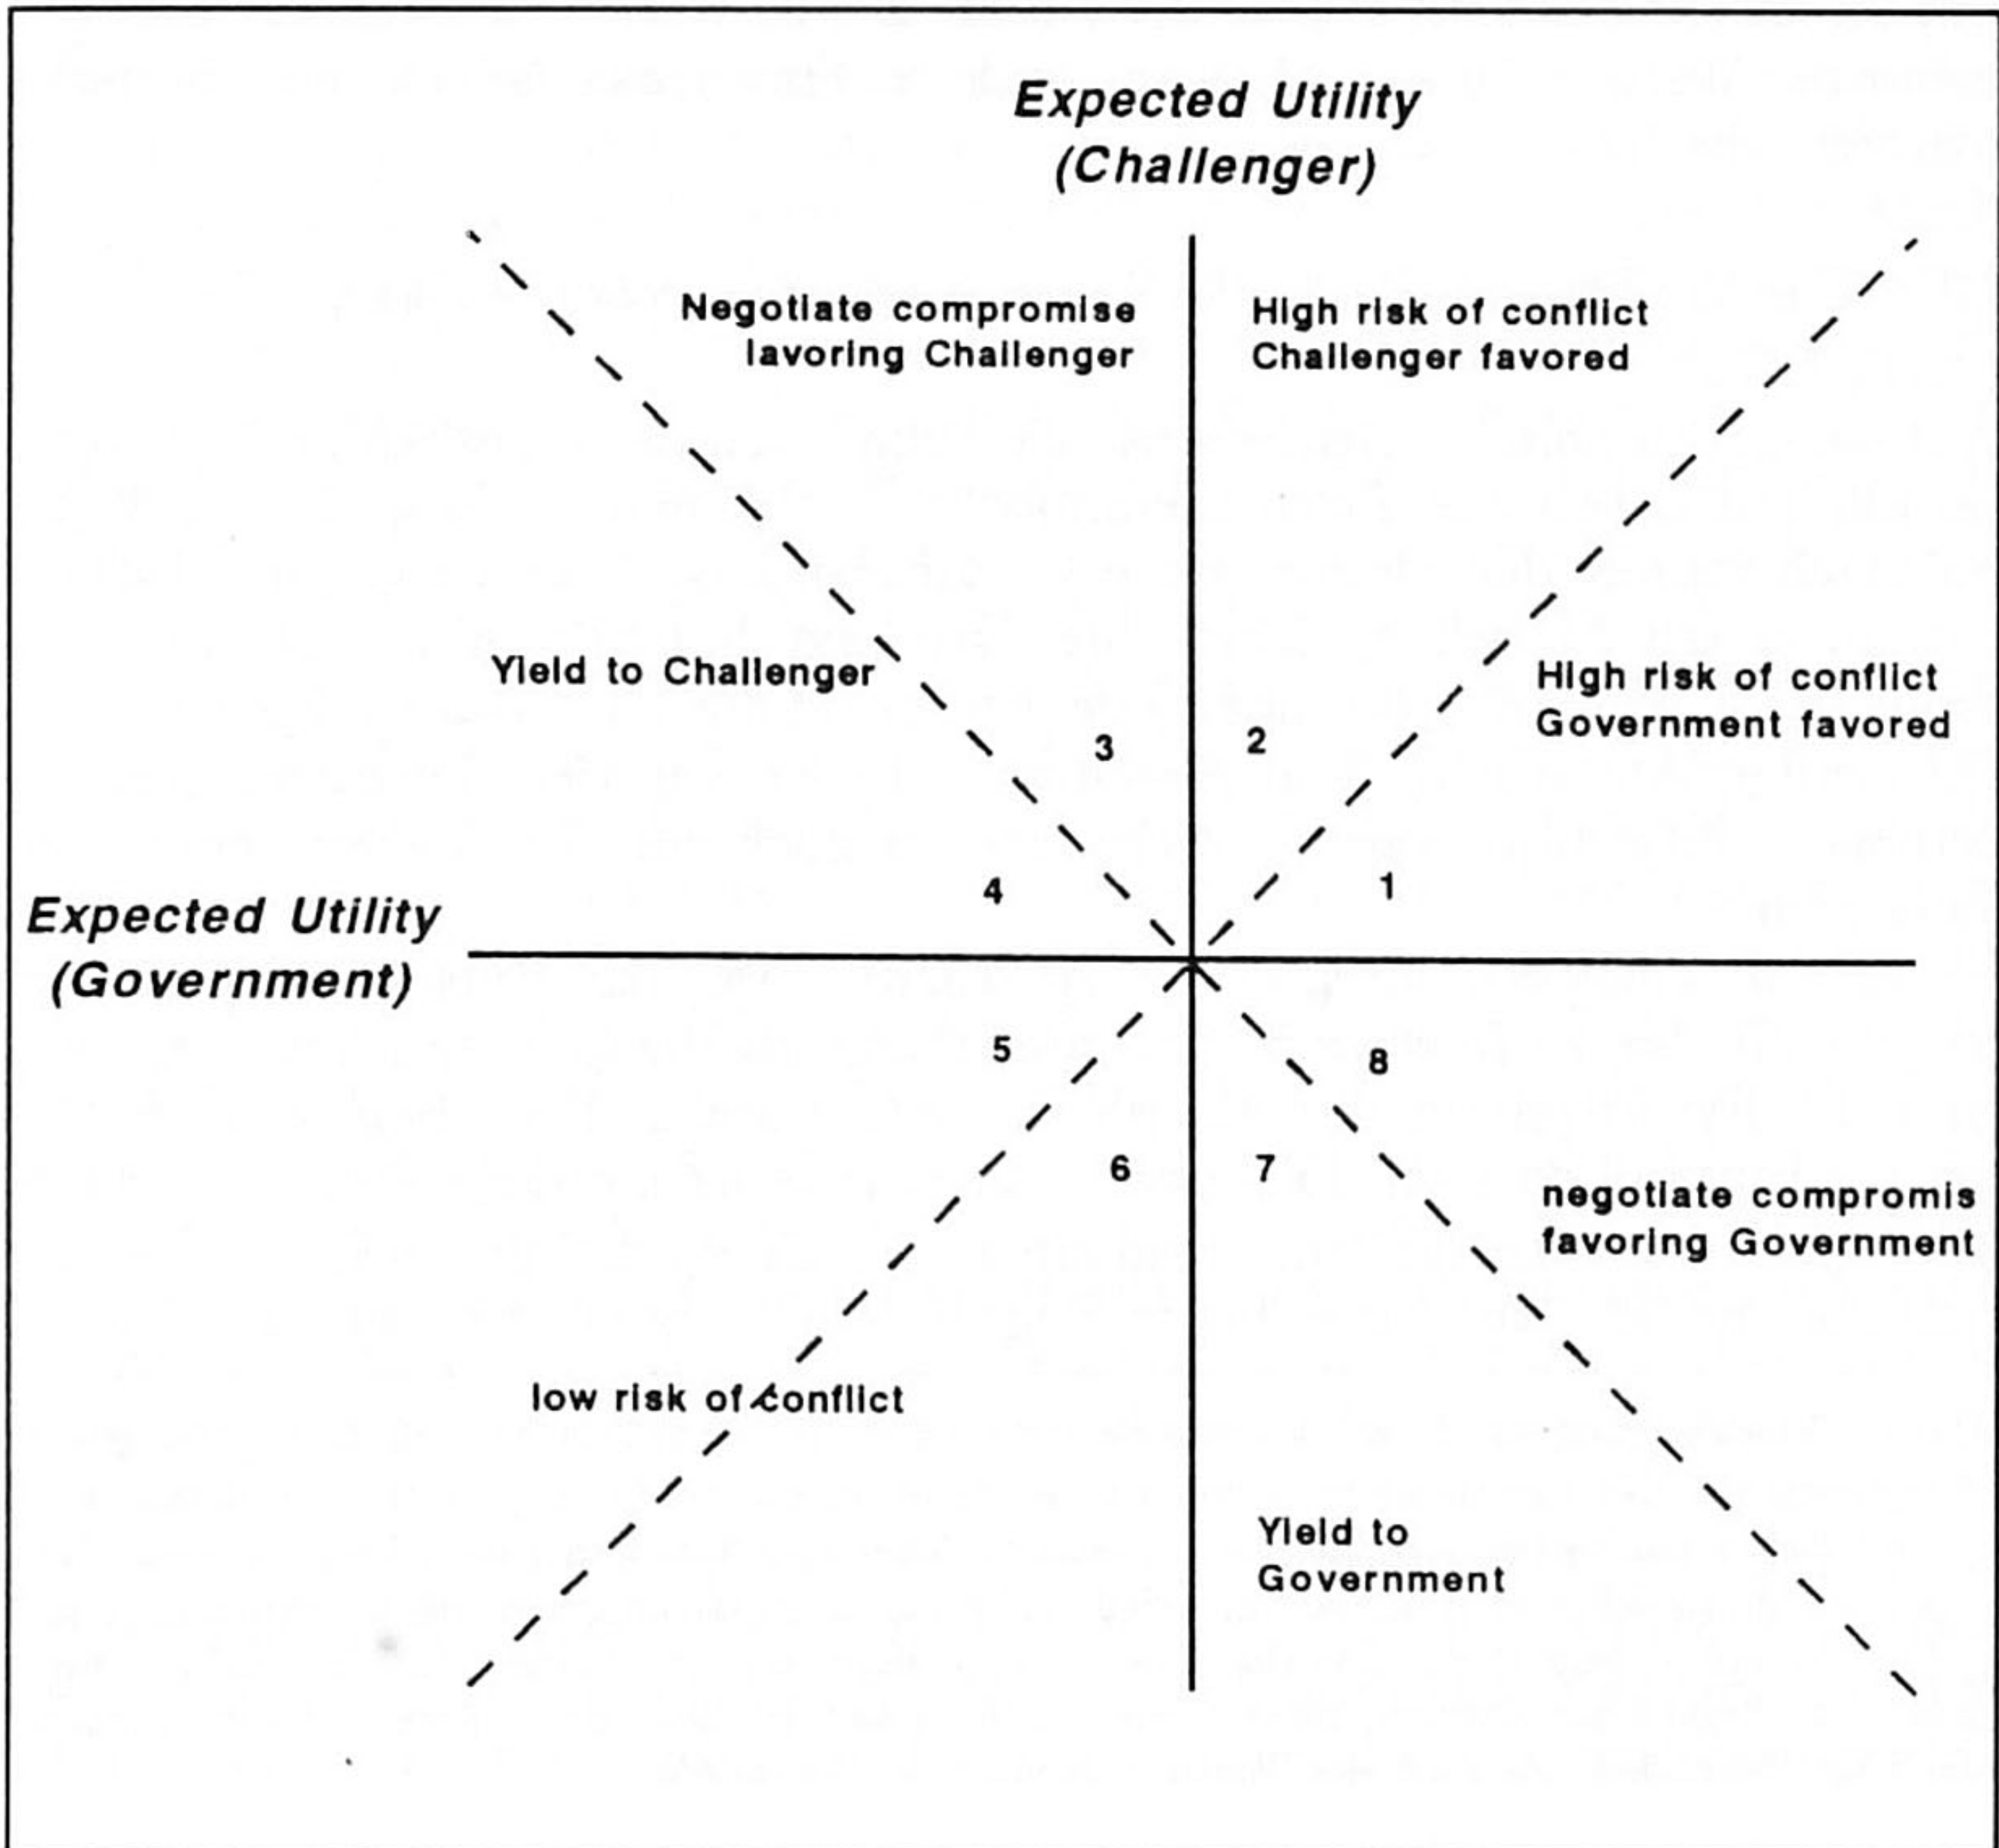 Expected Utility
(Challenger)
Negotiate compromise
lavoring Challenger
High risk of conflict
Challenger favored
Yield to Challenger
High risk of conflict
Government favored
3
2
4
1
Expected Utility
(Government)
5
8
6
7
negotiate compromis
favoring Government
low risk of conflict
Yield to
Government